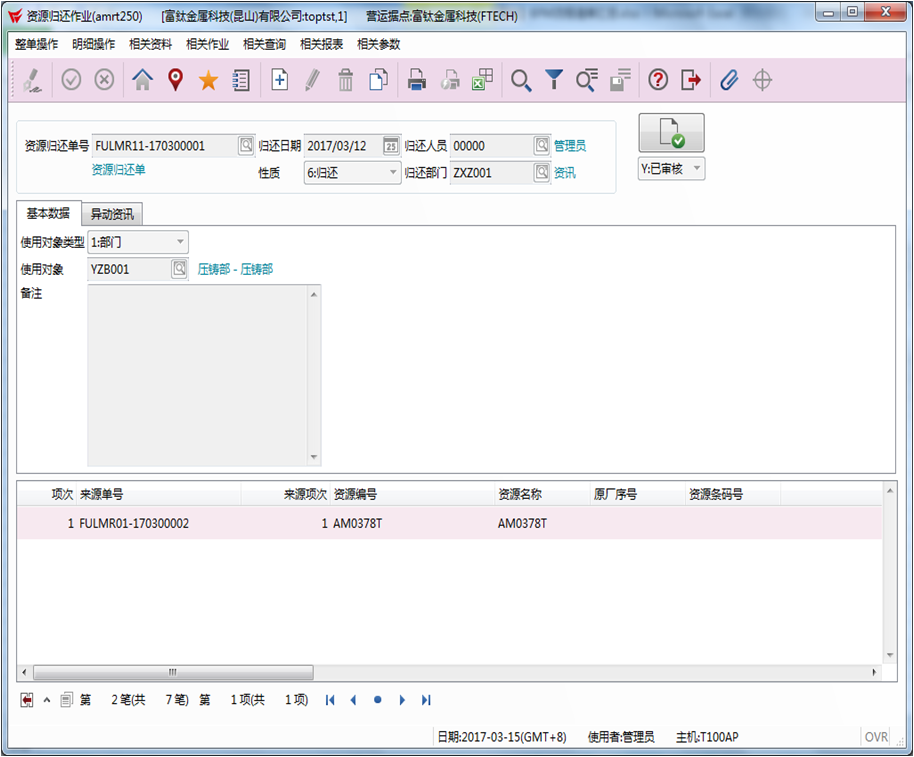 资源归还作业(amrt250) [富鈦金属科技(昆山)有限公司:toptst,1] 营运据点:富鈦金属科技(FTECH)
整单操作 明细操作 相关资料 相关作业 相关查询 相关报表 相关参数
资源归还单号 FULMR11-170300001 归还日期 2017/03/12 25 归还人员 00000 管理员
资源归还单 性质 6:归还 归还部门 ZXZ001 资讯 Y:已审核
基本数据 异动资讯
使用对象类型 1:部门
使用对象 YZB001 压铸部 - 压铸部
备注
项次 来源单号 来源项次 资源编号 资源名称 原厂序号 资源条码号
1 FULMR01-170300002 1 AM0378T AM0378T
第 2笔(共 7笔) 第 1项(共 1项)
日期:2017-03-15(GMT+8) 使用者:管理员 主机:T100AP OVR